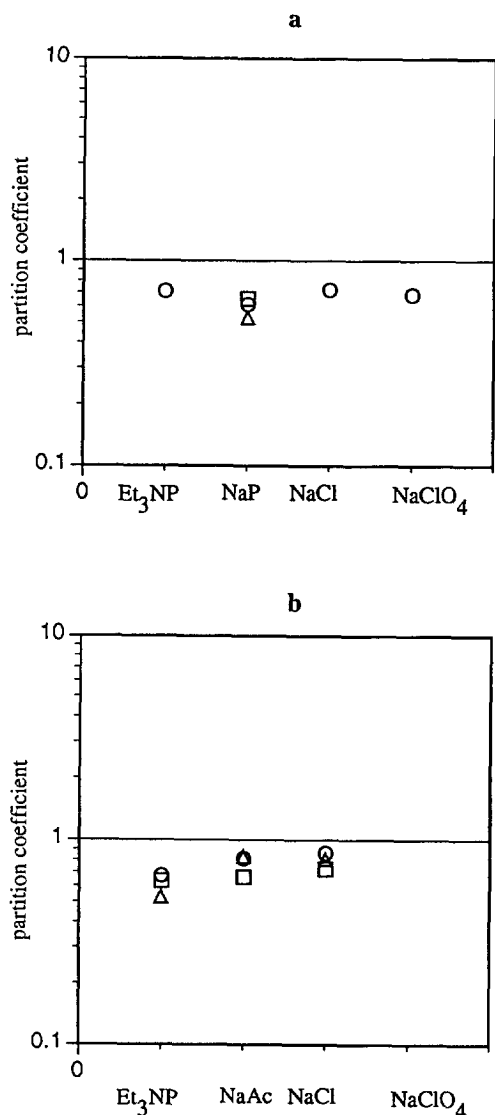 a
10
1
0.1
partition coefficient
0 Et₃NP NaP NaCl NaClO₄
b
10
1
0.1
partition coefficient
0
Et₃NP NaAc NaCl NaClO₄